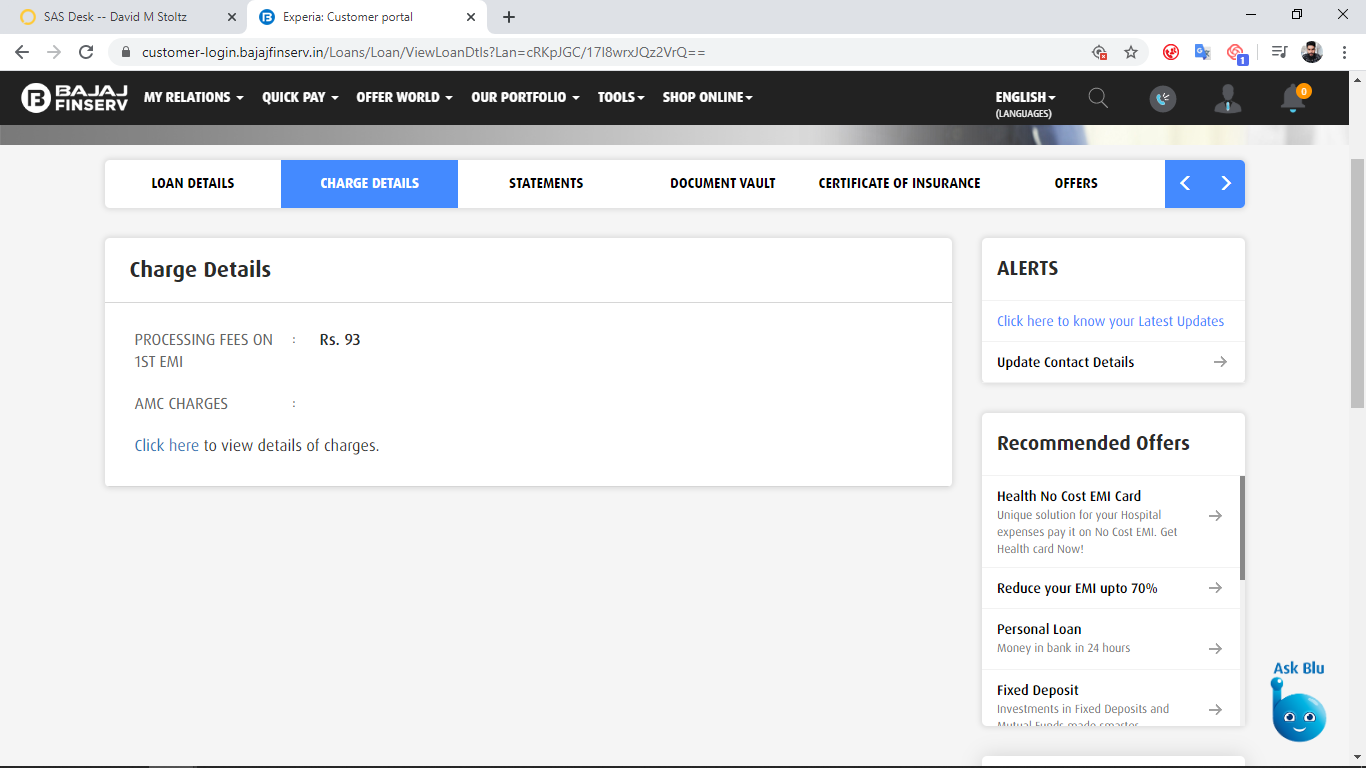 SAS Desk -- David M Stoltz
Experia: Customer portal
customer-login.bajajfinserv.in/Loans/Loan/ViewLoanDtls?Lan=cRKpJGC/17I8wrxJQz2VrQ==
1
BAJAJ
FINSERV
MY RELATIONS
QUICK PAY
OFFER WORLD
OUR PORTFOLIO
TOOLS
SHOP ONLINE
ENGLISH
(LANGUAGES)
0
LOAN DETAILS
CHARGE DETAILS
STATEMENTS
DOCUMENT VAULT
CERTIFICATE OF INSURANCE
OFFERS
Charge Details
PROCESSING FEES ON : Rs. 93
1ST EMI
AMC CHARGES :
Click here to view details of charges.
ALERTS
Click here to know your Latest Updates
Update Contact Details
Recommended Offers
Health No Cost EMI Card
Unique solution for your Hospital
expenses pay it on No Cost EMI. Get
Health card Now!
Reduce your EMI upto 70%
Personal Loan
Money in bank in 24 hours
Fixed Deposit
Investments in Fixed Deposits and
Mutual Funds made smarter
Ask Blu